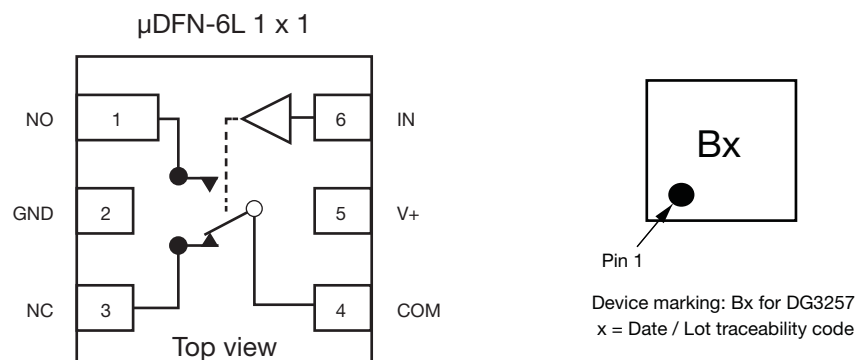 μDFN-6L 1 x 1
NO 1 6 IN
GND 2 5 V+
NC 3 4 COM
Top view
Bx
Pin 1
Device marking: Bx for DG3257
x = Date / Lot traceability code